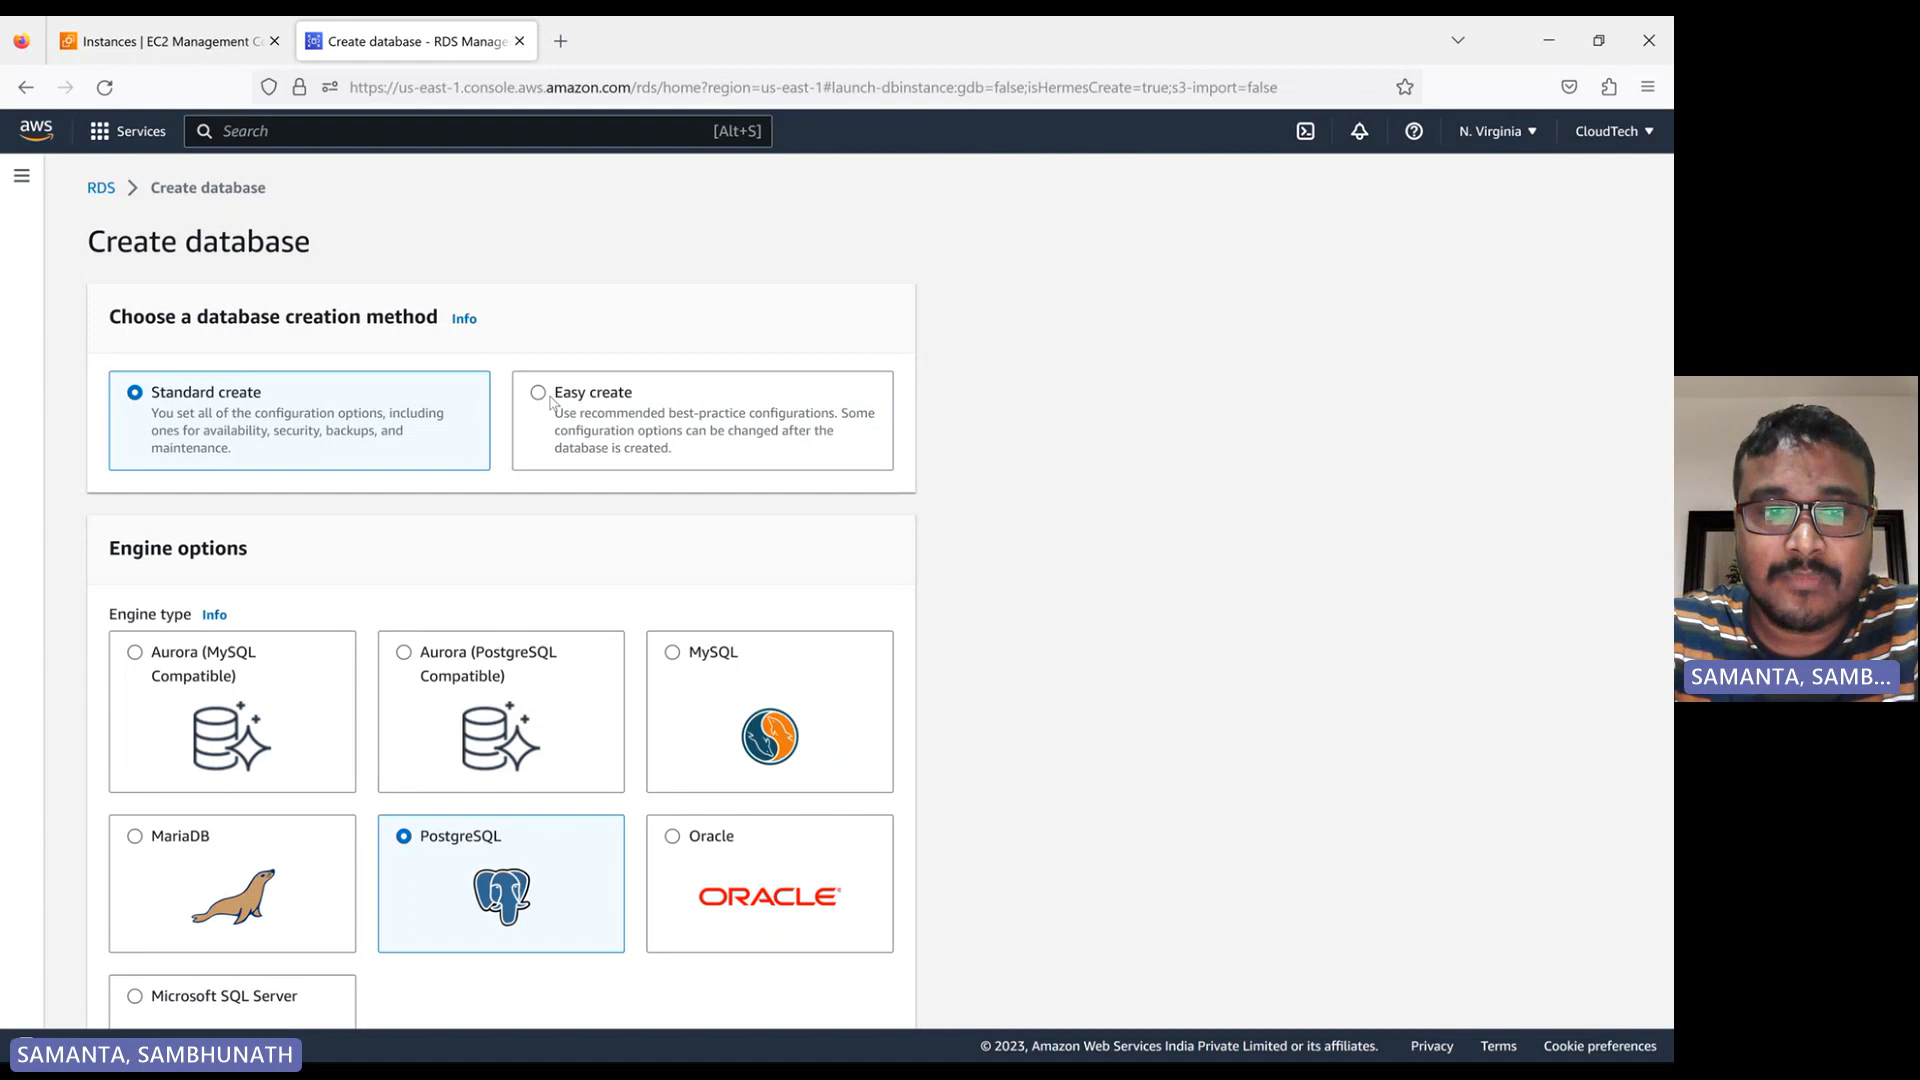 Instances | EC2 Management Co
Create database - RDS Manage
https://us-east-1.console.aws.amazon.com/rds/home?region=us-east-1#launch-dbinstance:gdb=false;isHermesCreate=true;s3-import=false
aws
Services
Search
[Alt+S]
N. Virginia
CloudTech
RDS
Create database
Create database
Choose a database creation method Info
Standard create
You set all of the configuration options, including
ones for availability, security, backups, and
maintenance.
Easy create
Use recommended best-practice configurations. Some
configuration options can be changed after the
database is created.
Engine options
Engine type Info
Aurora (MySQL
Compatible)
Aurora (PostgreSQL
Compatible)
MySQL
MariaDB
PostgreSQL
Oracle
ORACLE
Microsoft SQL Server
SAMANTA, SAMB...
SAMANTA, SAMBHUNATH
© 2023, Amazon Web Services India Private Limited or its affiliates.
Privacy
Terms
Cookie preferences